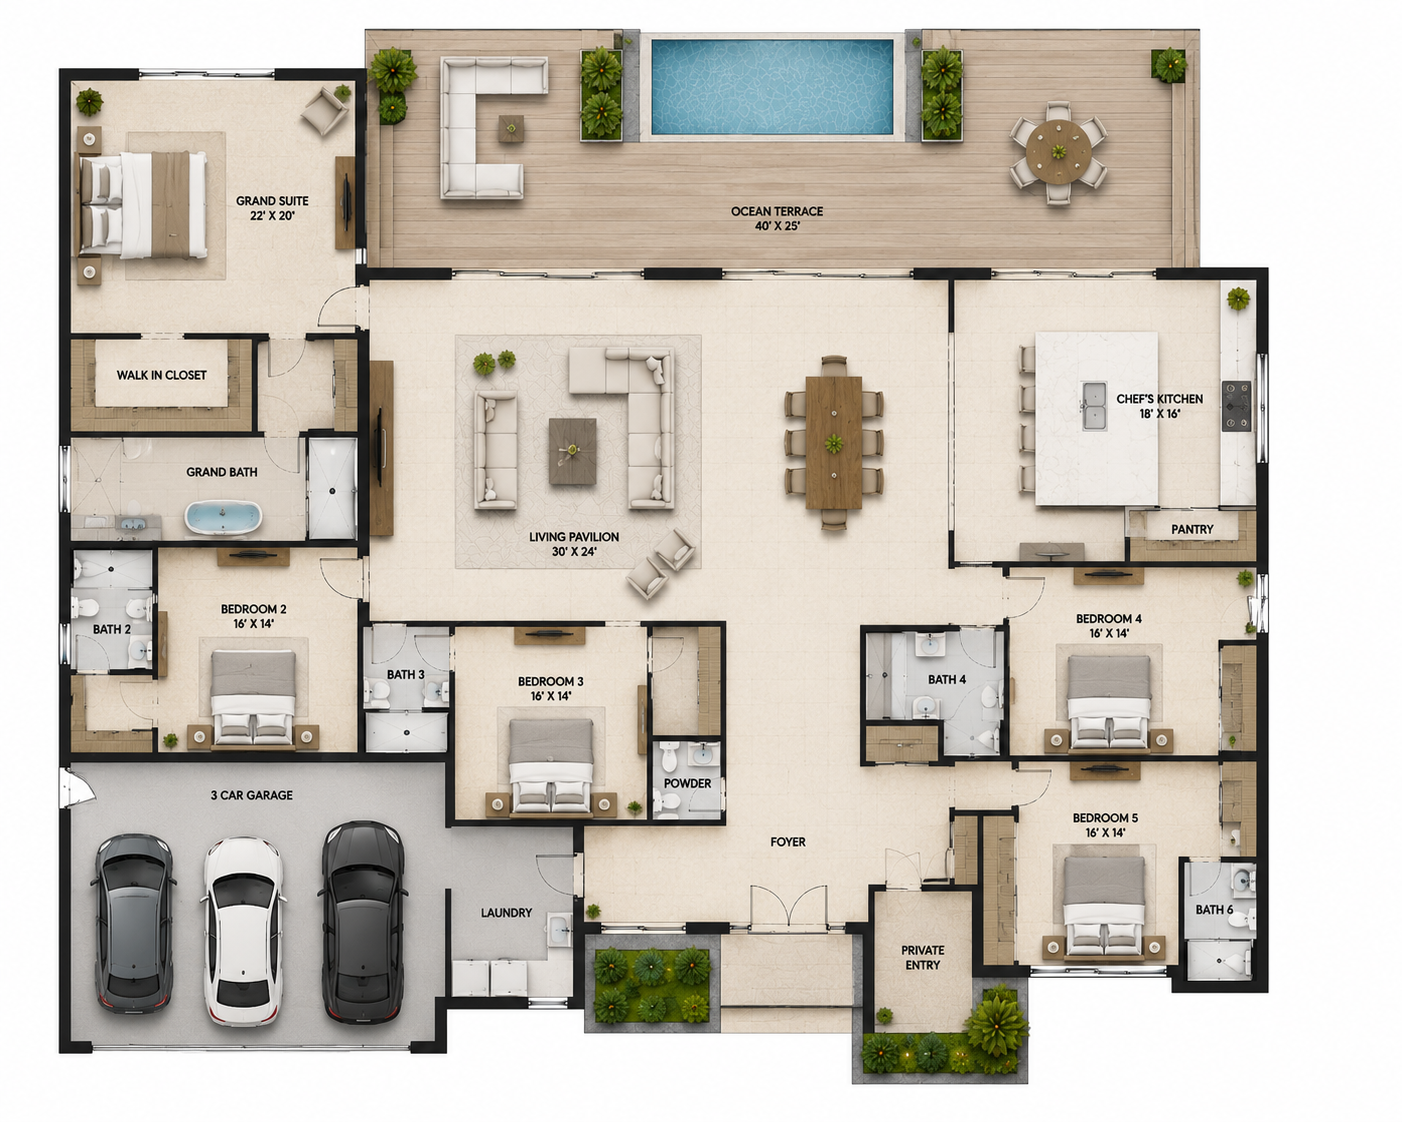 GRAND SUITE
22' X 20'
OCEAN TERRACE
40' X 25'
WALK IN CLOSET
CHEF'S KITCHEN
18' X 16'
GRAND BATH
LIVING PAVILION
30' X 24'
PANTRY
BEDROOM 2
16' X 14'
BATH 2
BEDROOM 4
16' X 14'
BATH 3
BEDROOM 3
16' X 14'
BATH 4
POWDER
3 CAR GARAGE
BEDROOM 5
16' X 14'
FOYER
LAUNDRY
BATH 6
PRIVATE
ENTRY